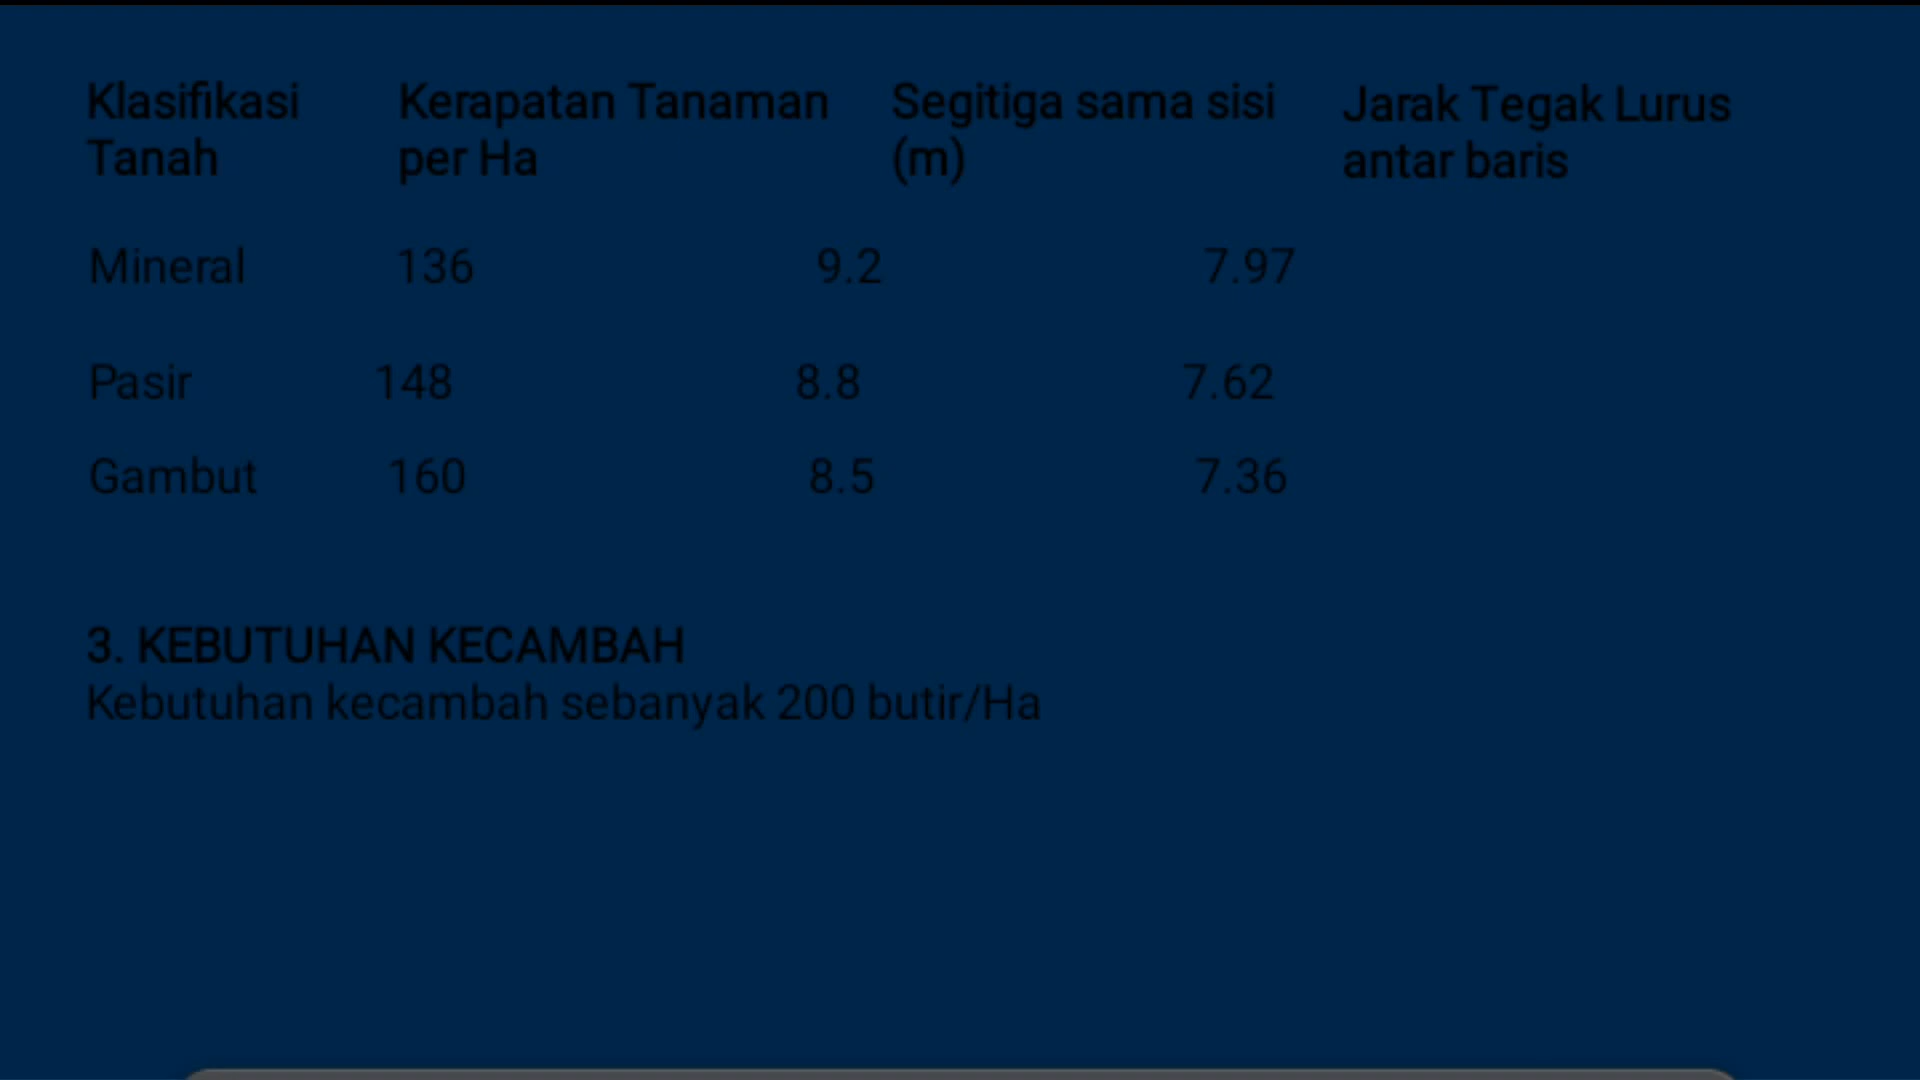 Klasifikasi Tanah Kerapatan Tanaman per Ha Segitiga sama sisi (m) Jarak Tegak Lurus antar baris
Mineral 136 9.2 7.97
Pasir 148 8.8 7.62
Gambut 160 8.5 7.36
3. KEBUTUHAN KECAMBAH
Kebutuhan kecambah sebanyak 200 butir/Ha